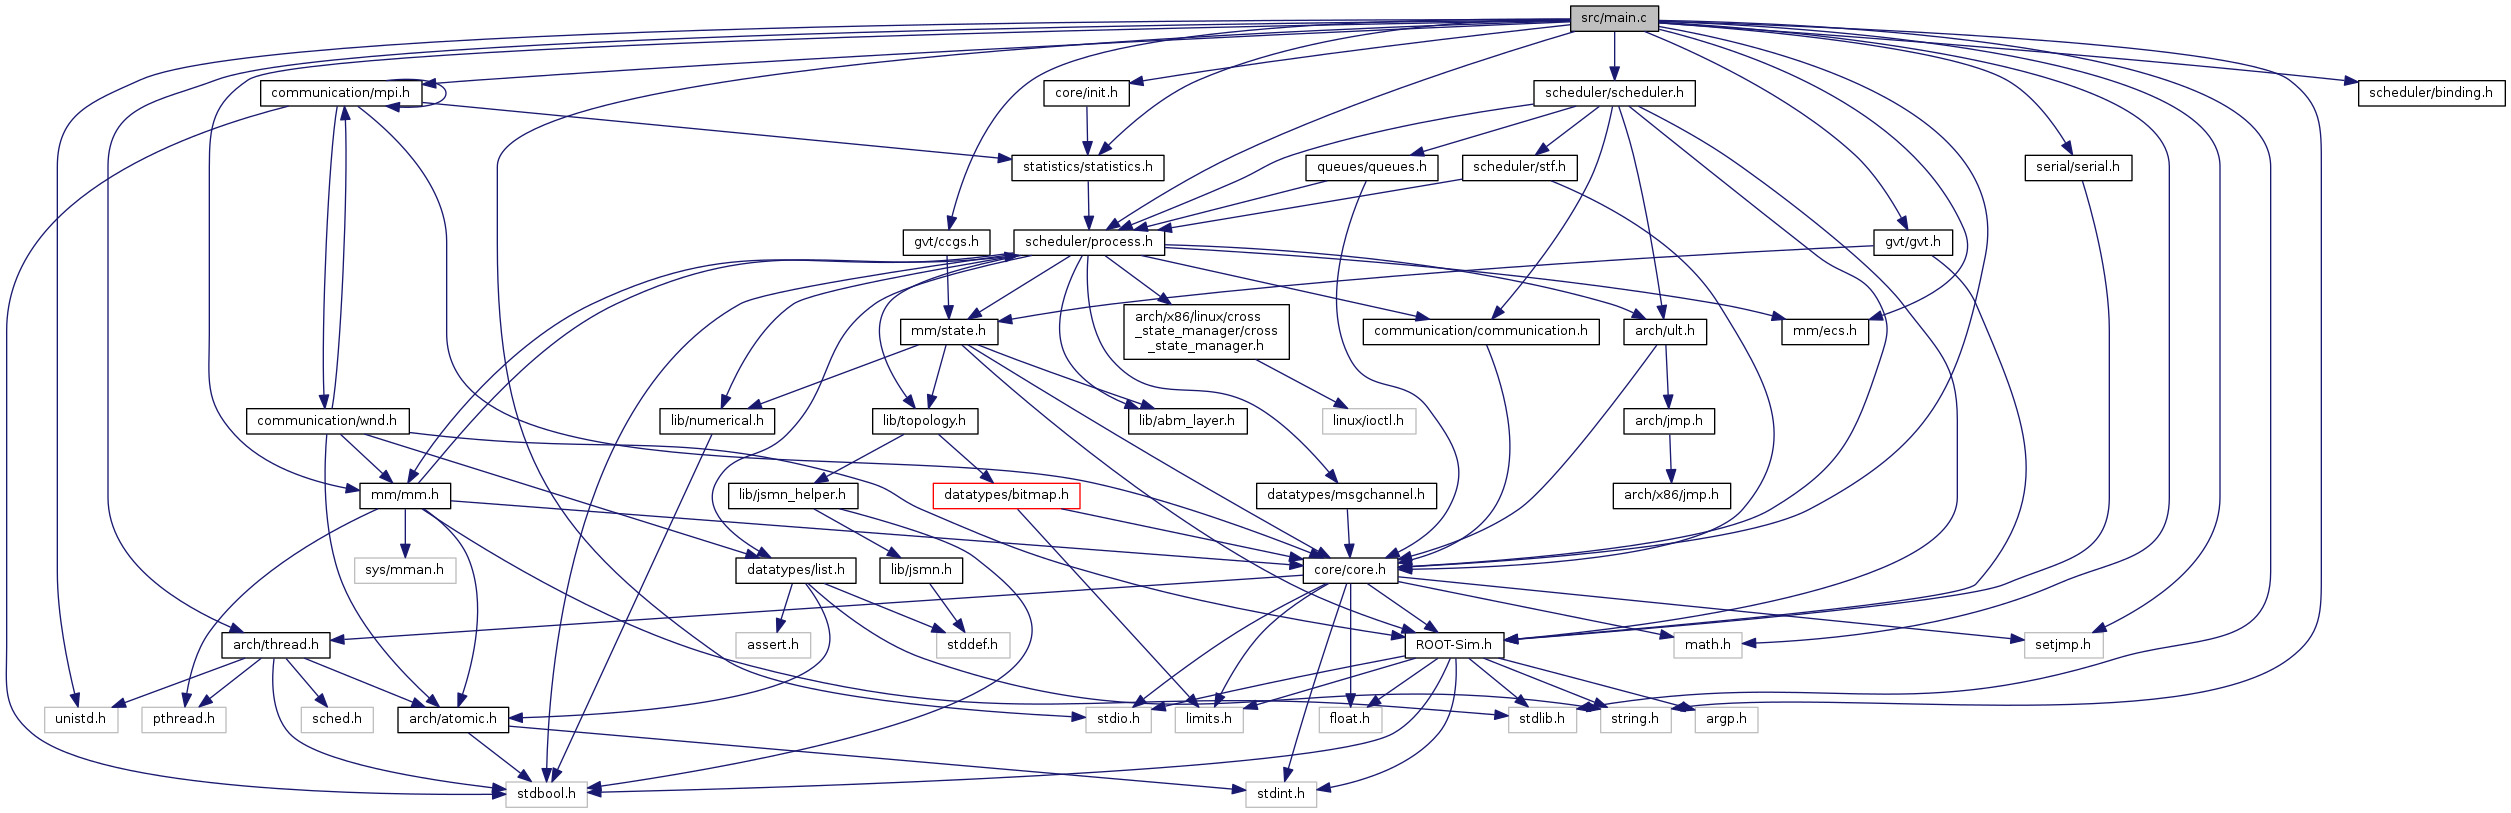 src/main.c
communication/mpi.h
core/init.h
scheduler/scheduler.h
scheduler/binding.h
statistics/statistics.h
queues/queues.h
scheduler/stf.h
serial/serial.h
gvt/ccgs.h
scheduler/process.h
gvt/gvt.h
mm/state.h
arch/x86/linux/cross
_state_manager/cross
_state_manager.h
communication/communication.h
arch/ult.h
mm/ecs.h
communication/wnd.h
lib/numerical.h
lib/topology.h
lib/abm_layer.h
linux/ioctl.h
arch/jmp.h
mm/mm.h
lib/jsmn_helper.h
datatypes/bitmap.h
datatypes/msgchannel.h
arch/x86/jmp.h
sys/mman.h
datatypes/list.h
lib/jsmn.h
core/core.h
arch/thread.h
assert.h
stddef.h
ROOT-Sim.h
math.h
setjmp.h
unistd.h
pthread.h
sched.h
arch/atomic.h
stdio.h
limits.h
float.h
stdlib.h
string.h
argp.h
stdbool.h
stdint.h